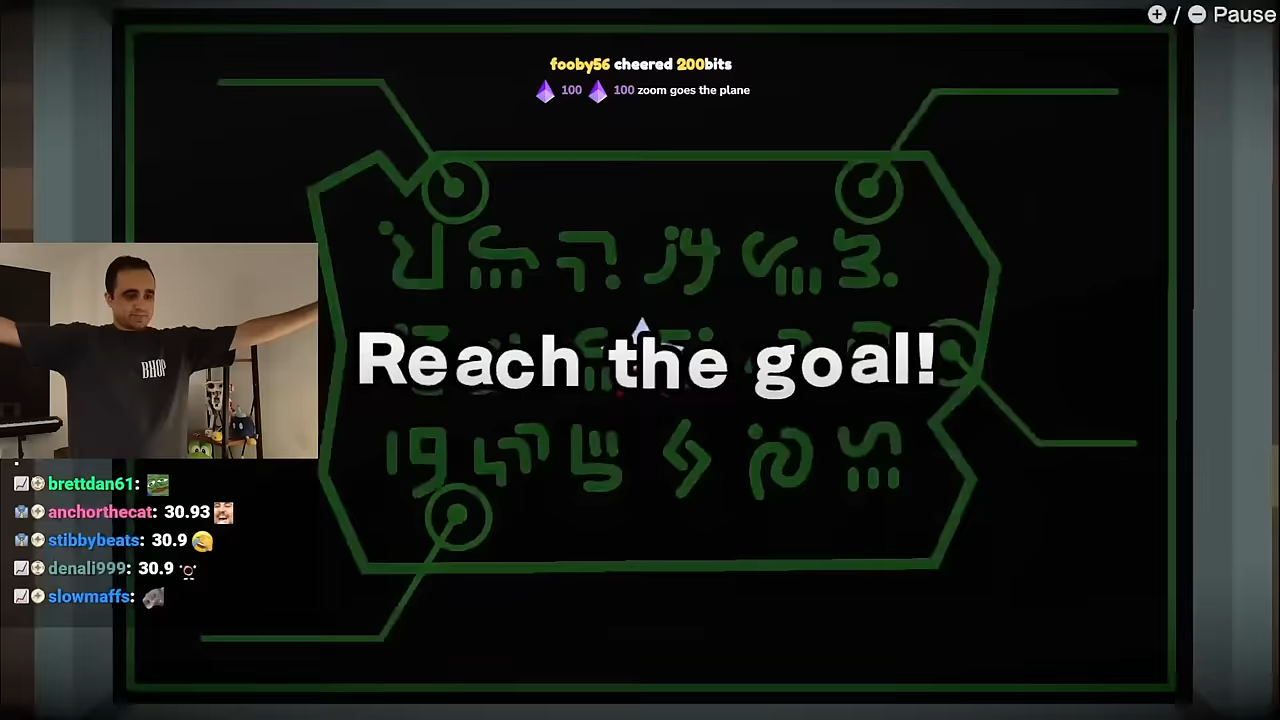 + / - Pause
fooby56 cheered 200bits
100 100 zoom goes the plane
Reach the goal!
BHOP
brettdan61:
anchorthecat: 30.93
stibbybeats: 30.9
denali999: 30.9
slowmaffs: